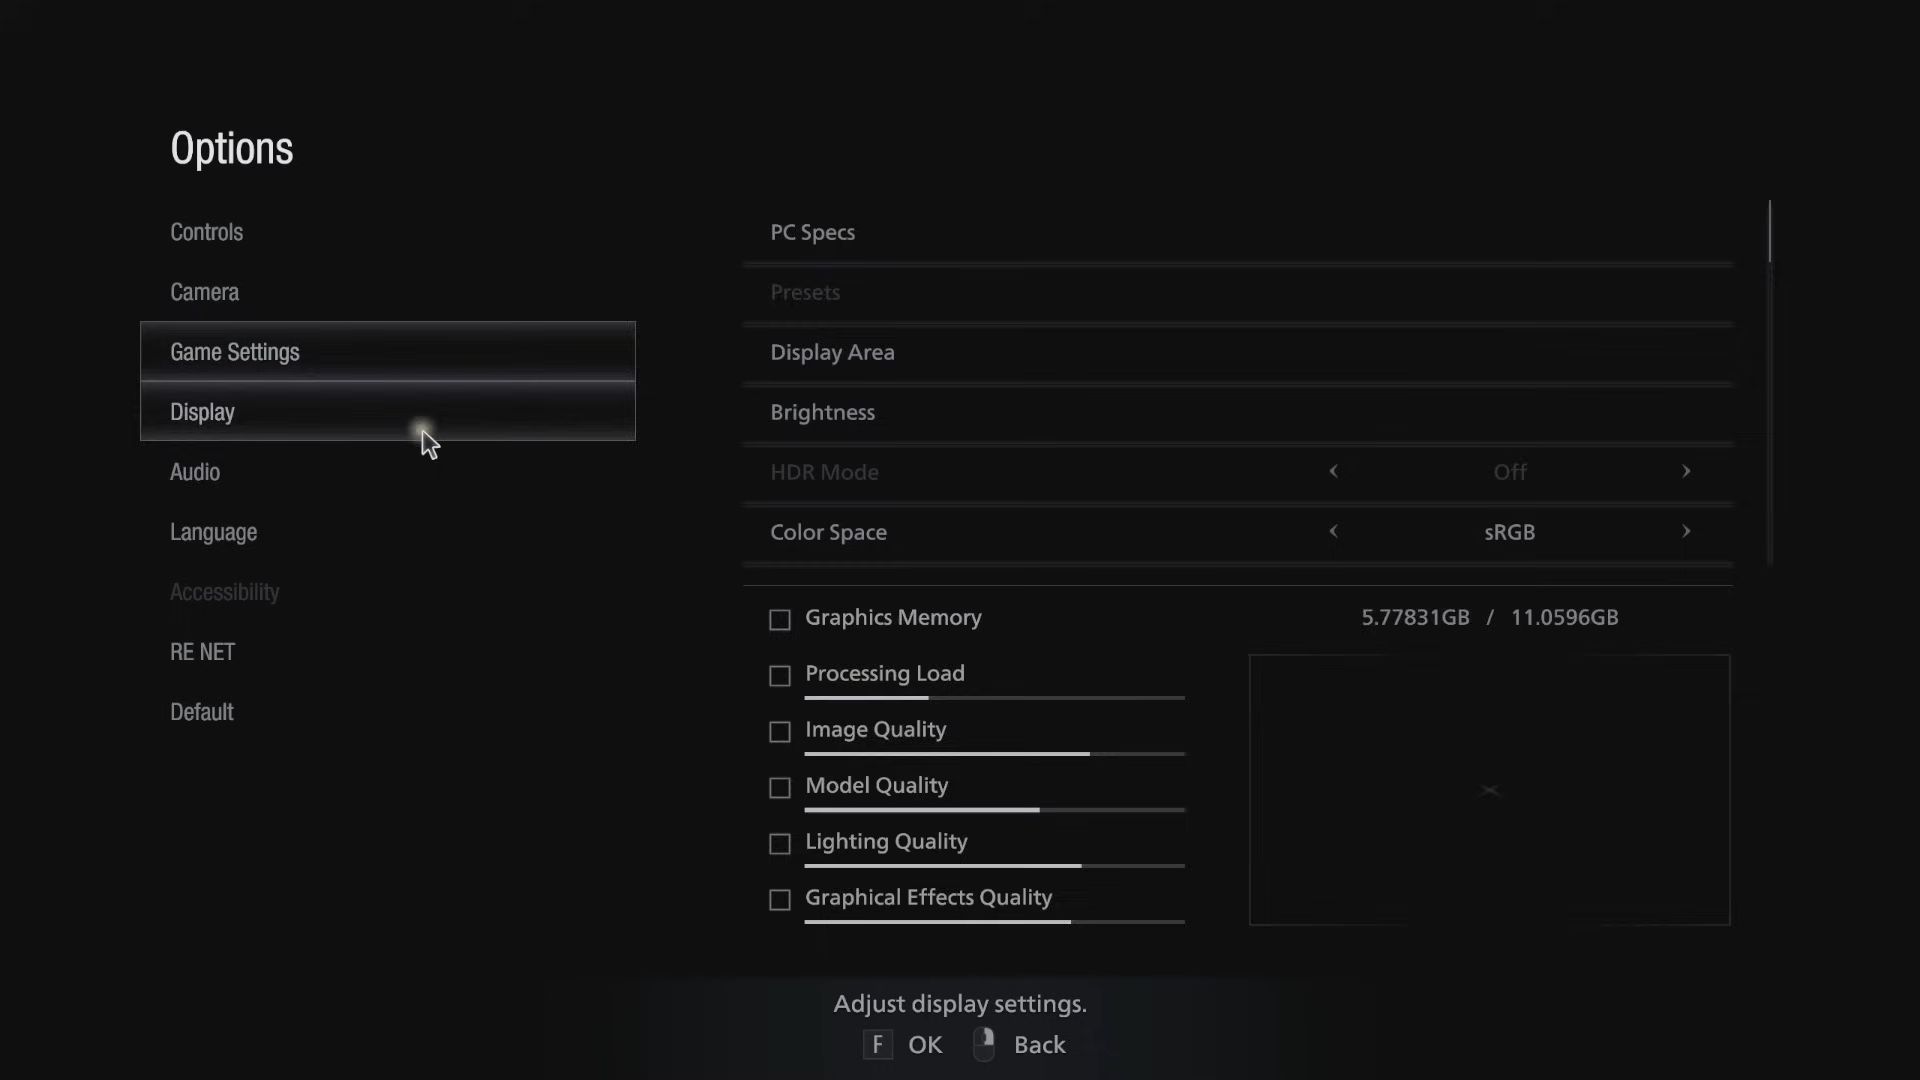 Options
Controls
Camera
Game Settings
Display
Audio
Language
Accessibility
RE NET
Default
PC Specs
Presets
Display Area
Brightness
HDR Mode Off
Color Space sRGB
Graphics Memory 5.77831GB / 11.0596GB
Processing Load
Image Quality
Model Quality
Lighting Quality
Graphical Effects Quality
Adjust display settings.
F OK Back